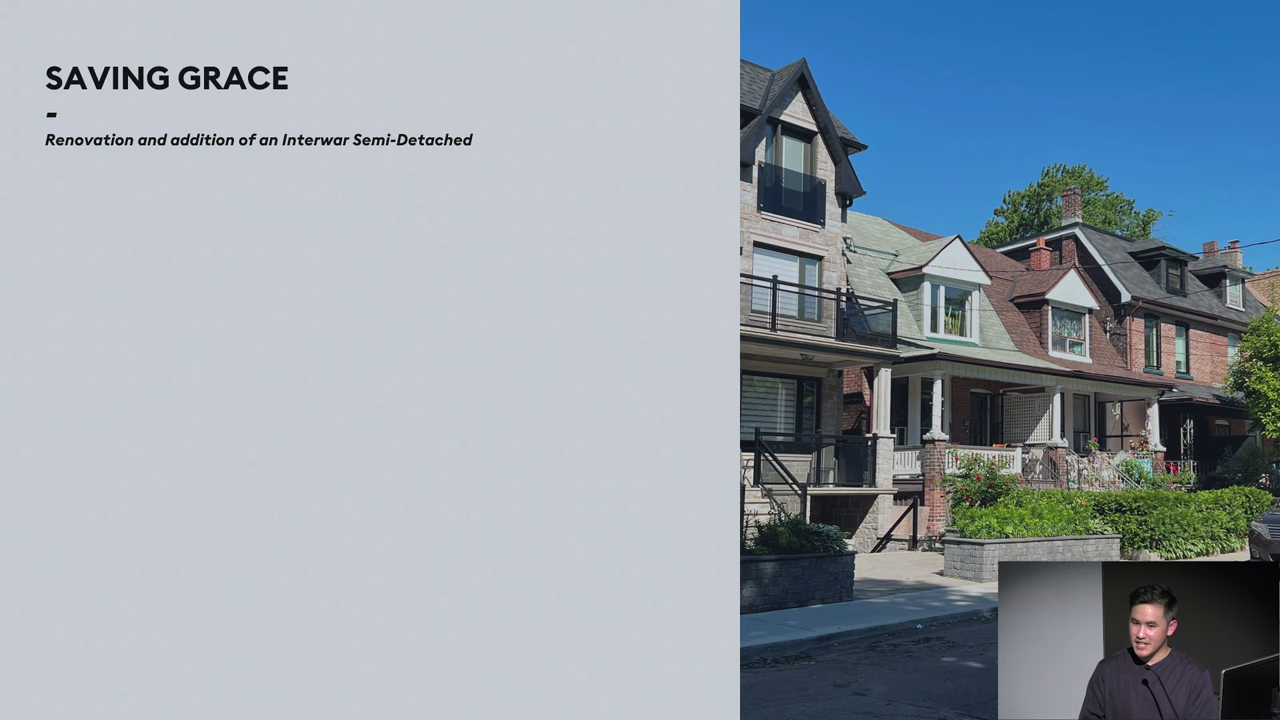 SAVING GRACE
-
Renovation and addition of an Interwar Semi-Detached